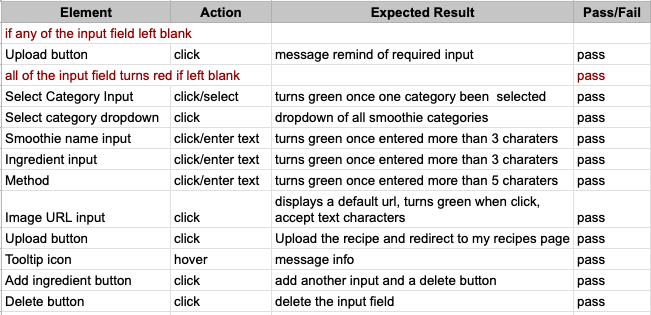 Element Action Expected Result Pass/Fail
if any of the input field left blank
Upload button click message remind of required input pass
all of the input field turns red if left blank pass
Select Category Input click/select turns green once one category been  selected pass
Select category dropdown click dropdown of all smoothie categories pass
Smoothie name input click/enter text turns green once entered more than 3 charaters pass
Ingredient input click/enter text turns green once entered more than 3 charaters pass
Method click/enter text turns green once entered more than 5 charaters pass
displays a default url, turns green when click,
Image URL input click accept text characters pass
Upload button click Upload the recipe and redirect to my recipes page pass
Tooltip icon hover message info pass
Add ingredient button click add another input and a delete button pass
Delete button click delete the input field pass